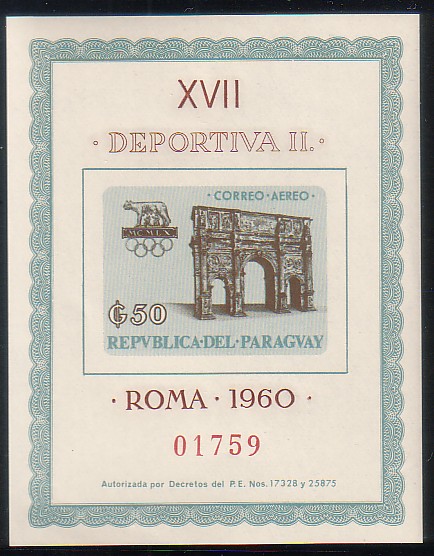 XVII
· DEPORTIVA II. ·
· CORREO · AEREO ·
MCMLX
₲50
REPVBLICA · DEL · PARAGVAY
· ROMA · 1960 ·
01759
Autorizada por Decretos del P.E. Nos. 17328 y 25875